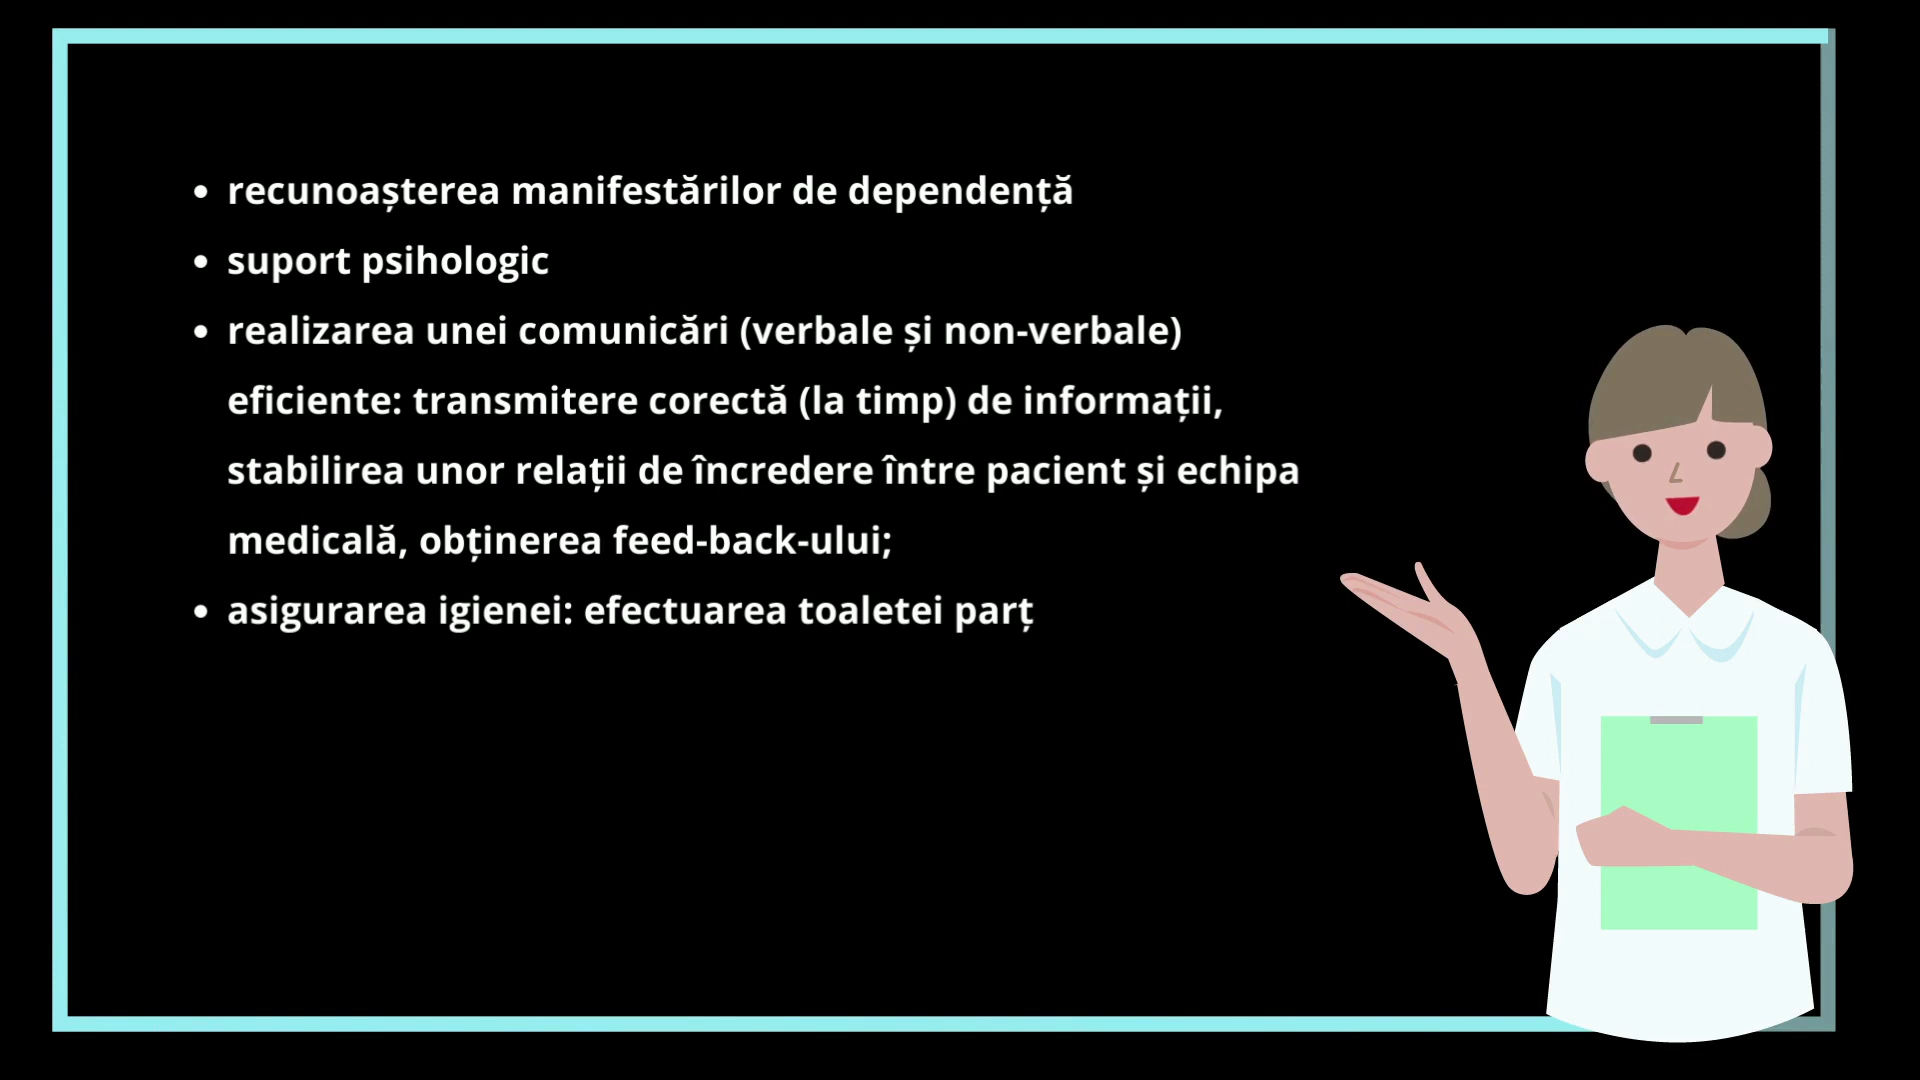 • recunoașterea manifestărilor de dependență
• suport psihologic
• realizarea unei comunicări (verbale și non-verbale)
eficiente: transmitere corectă (la timp) de informații,
stabilirea unor relații de încredere între pacient și echipa
medicală, obținerea feed-back-ului;
• asigurarea igienei: efectuarea toaletei parț